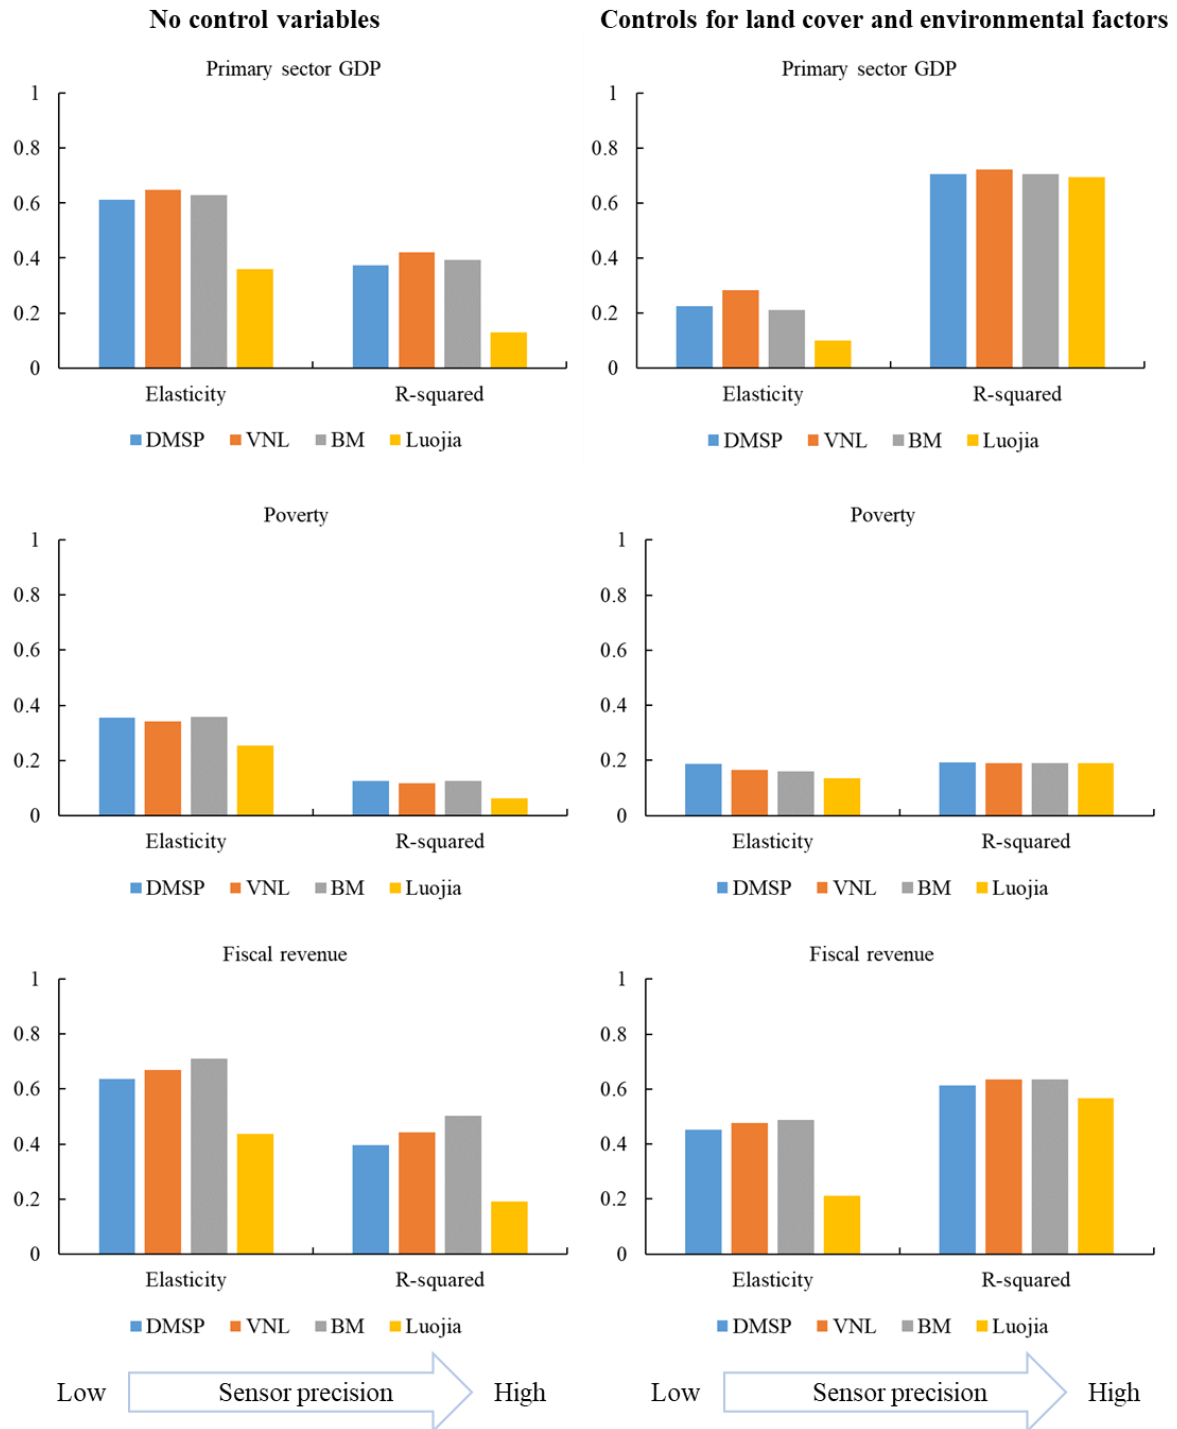 No control variables
Controls for land cover and environmental factors
Primary sector GDP
1
0.8
0.6
0.4
0.2
0
Elasticity R-squared
DMSP VNL BM Luojia
Primary sector GDP
1
0.8
0.6
0.4
0.2
0
Elasticity R-squared
DMSP VNL BM Luojia
Poverty
1
0.8
0.6
0.4
0.2
0
Elasticity R-squared
DMSP VNL BM Luojia
Poverty
1
0.8
0.6
0.4
0.2
0
Elasticity R-squared
DMSP VNL BM Luojia
Fiscal revenue
1
0.8
0.6
0.4
0.2
0
Elasticity R-squared
DMSP VNL BM Luojia
Fiscal revenue
1
0.8
0.6
0.4
0.2
0
Elasticity R-squared
DMSP VNL BM Luojia
Low Sensor precision High
Low Sensor precision High